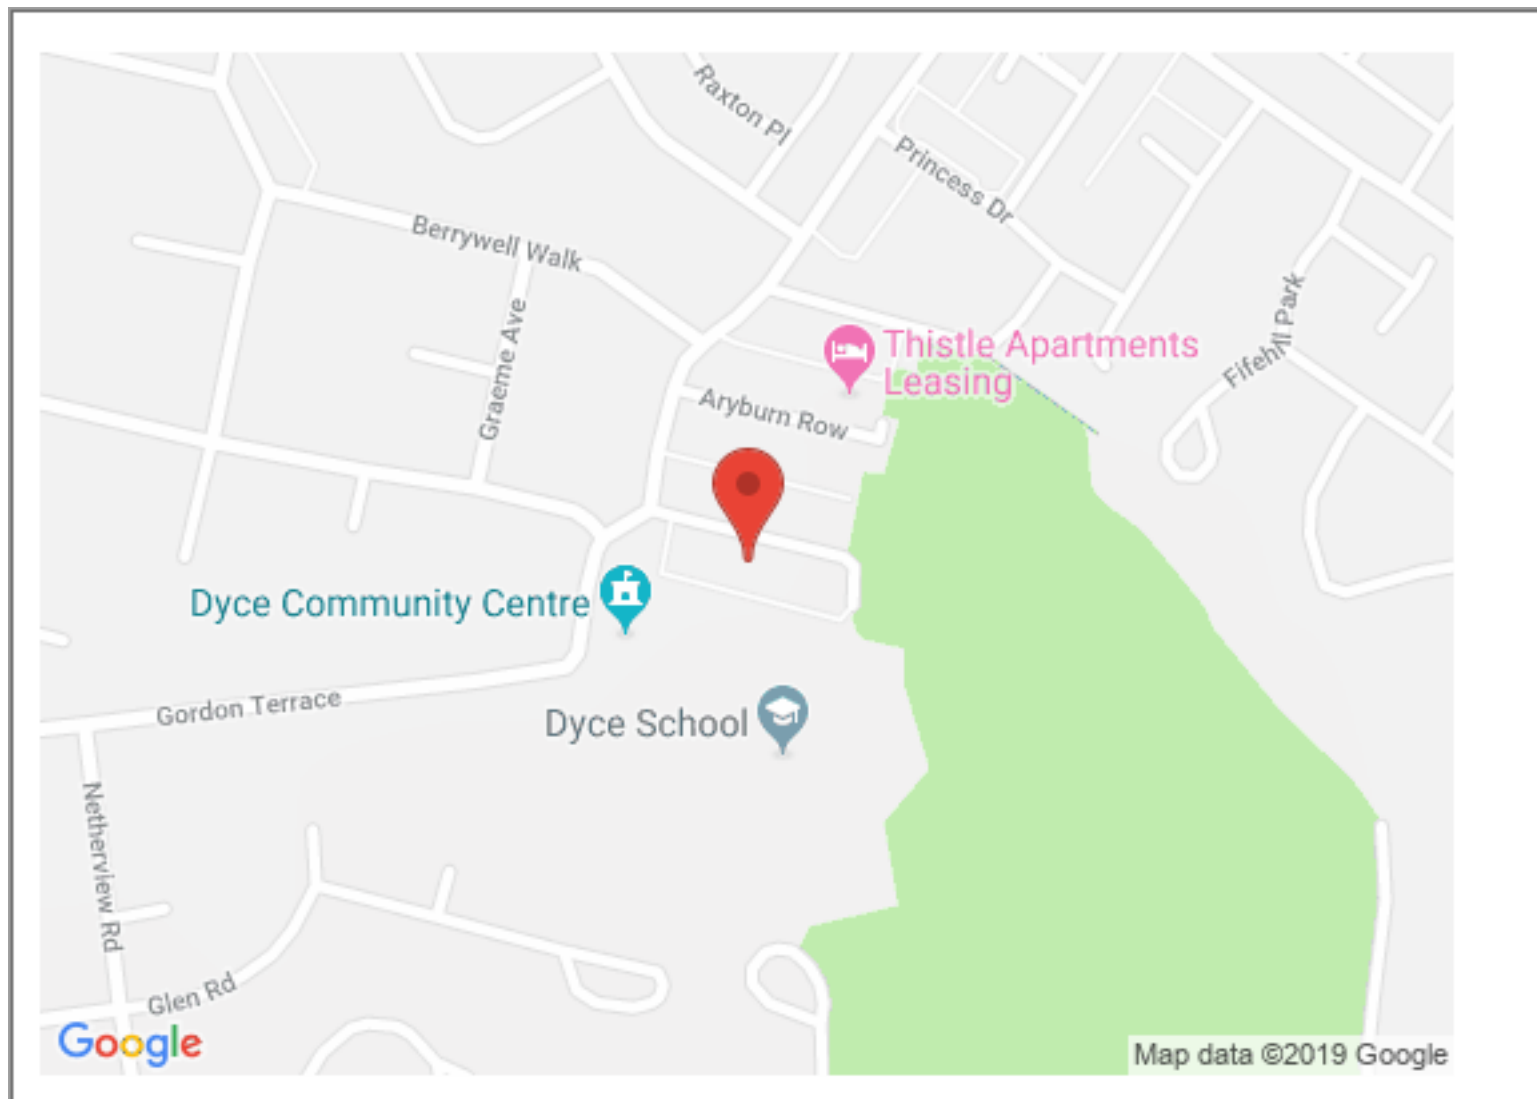 Raxton Pl
Princess Dr
Berrywell Walk
Fifehill Park
Graeme Ave
Thistle Apartments
Leasing
Aryburn Row
Dyce Community Centre
Gordon Terrace
Dyce School
Netherview Rd
Glen Rd
Google
Map data ©2019 Google